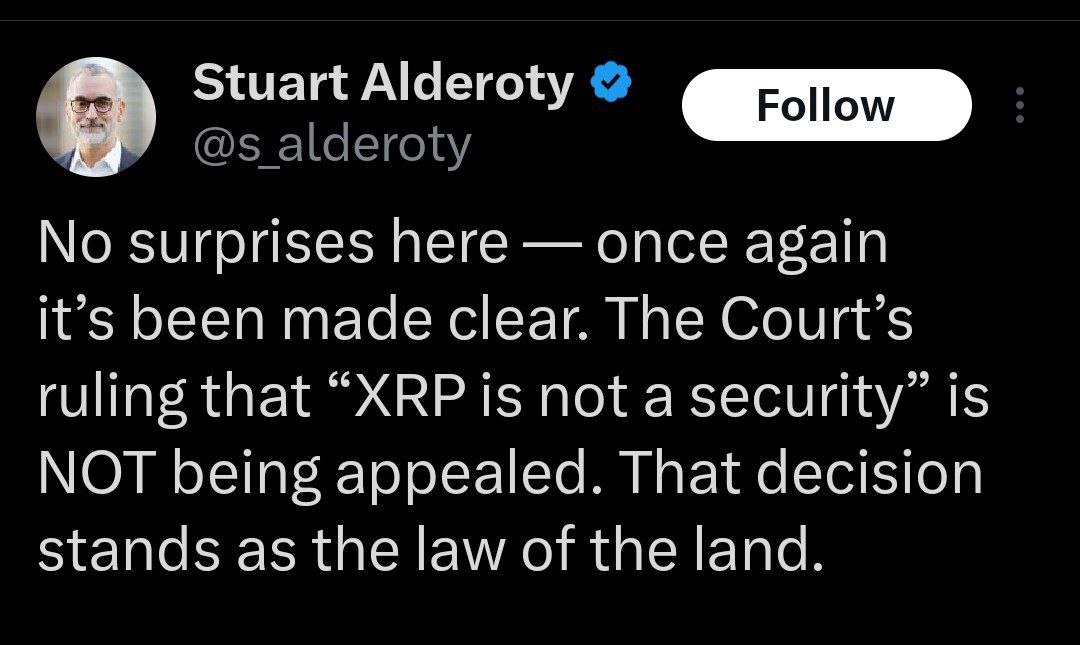 Stuart Alderoty
@s_alderoty
Follow
No surprises here — once again
it’s been made clear. The Court’s
ruling that “XRP is not a security” is
NOT being appealed. That decision
stands as the law of the land.